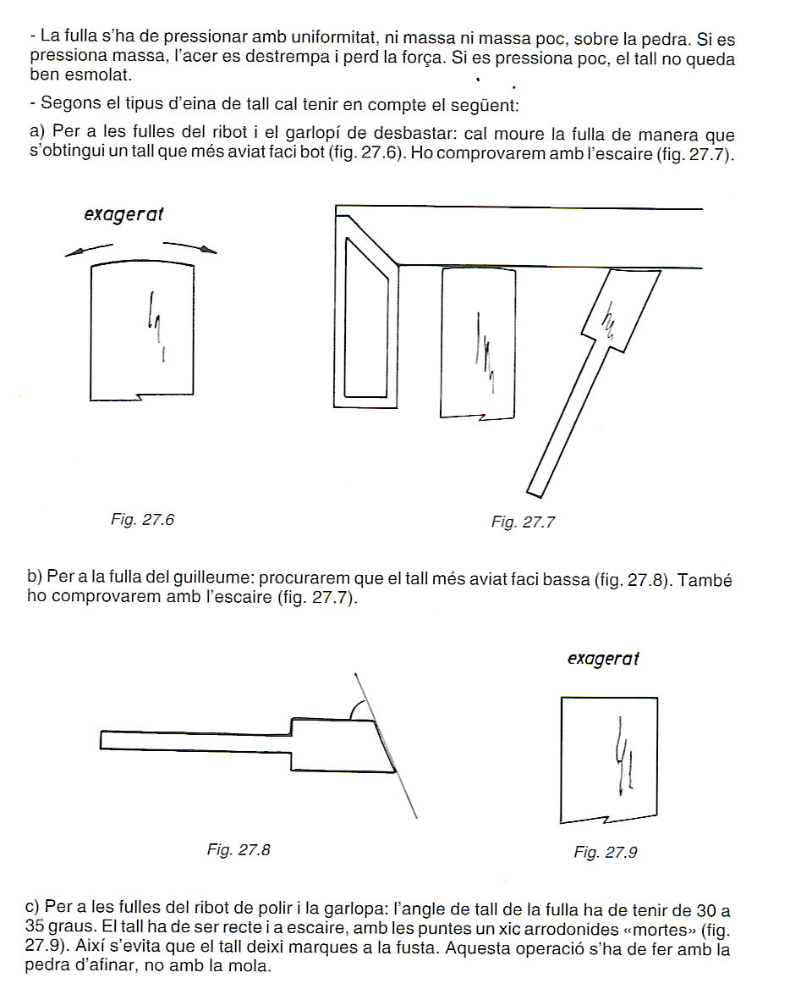 - La fulla s'ha de pressionar amb uniformitat, ni massa ni massa poc, sobre la pedra. Si es
pressiona massa, l'acer es destrempa i perd la força. Si es pressiona poc, el tall no queda
ben esmolat.
- Segons el tipus d'eina de tall cal tenir en compte el següent:
a) Per a les fulles del ribot i el garlopí de desbastar: cal moure la fulla de manera que
s'obtingui un tall que més aviat faci bot (fig. 27.6). Ho comprovarem amb l'escaire (fig. 27.7).
exagerat
Fig. 27.6
Fig. 27.7
b) Per a la fulla del guilleume: procurarem que el tall més aviat faci bassa (fig. 27.8). També
ho comprovarem amb l'escaire (fig. 27.7).
exagerat
Fig. 27.8
Fig. 27.9
c) Per a les fulles del ribot de polir i la garlopa: l'angle de tall de la fulla ha de tenir de 30 a
35 graus. El tall ha de ser recte i a escaire, amb les puntes un xic arrodonides «mortes» (fig.
27.9). Així s'evita que el tall deixi marques a la fusta. Aquesta operació s'ha de fer amb la
pedra d'afinar, no amb la mola.